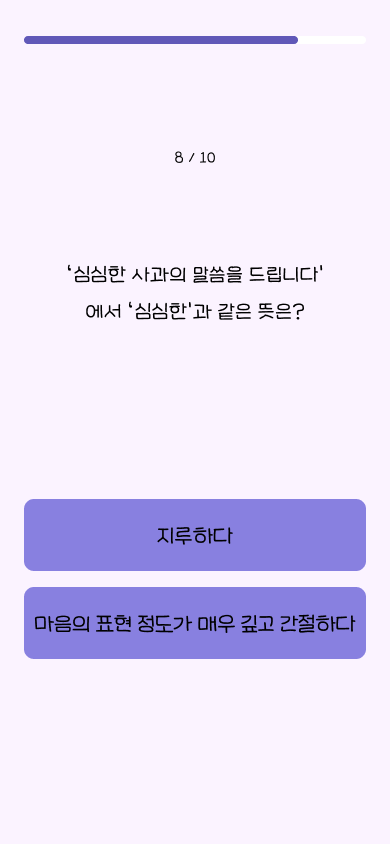 8 / 10
‘심심한 사과의 말씀을 드립니다'
에서 ‘심심한'과 같은 뜻은?
지루하다
마음의 표현 정도가 매우 깊고 간절하다